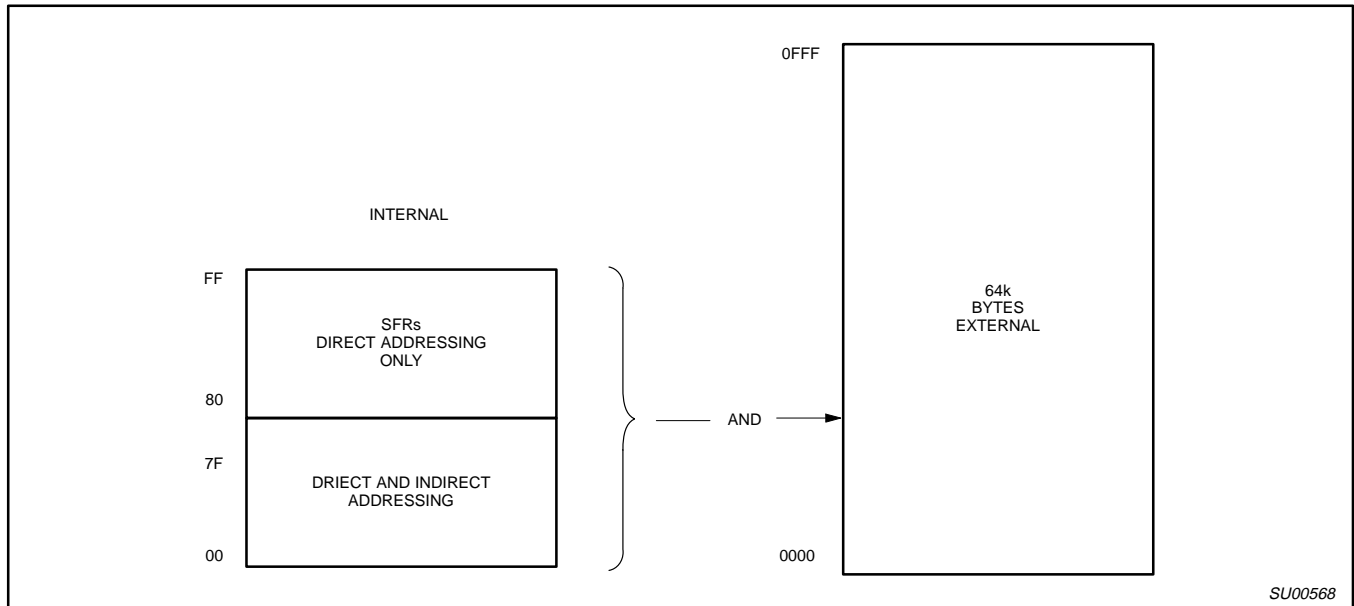 INTERNAL
FF
SFRs
DIRECT ADDRESSING
ONLY
80
7F
DRIECT AND INDIRECT
ADDRESSING
00
AND
0FFF
64k
BYTES
EXTERNAL
0000
SU00568